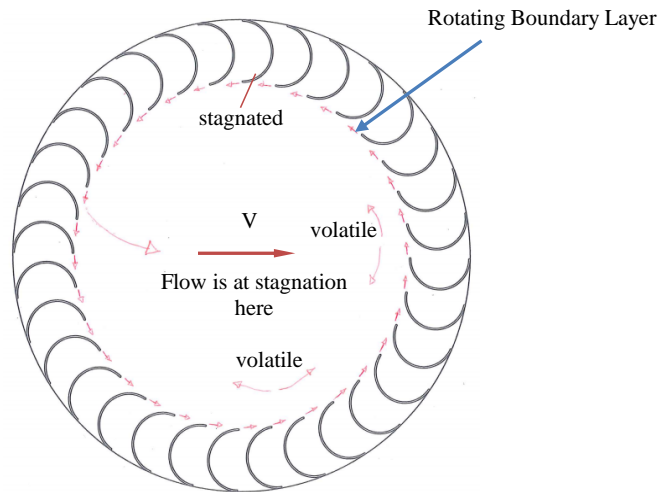 Rotating Boundary Layer
stagnated
V
volatile
Flow is at stagnation
here
volatile